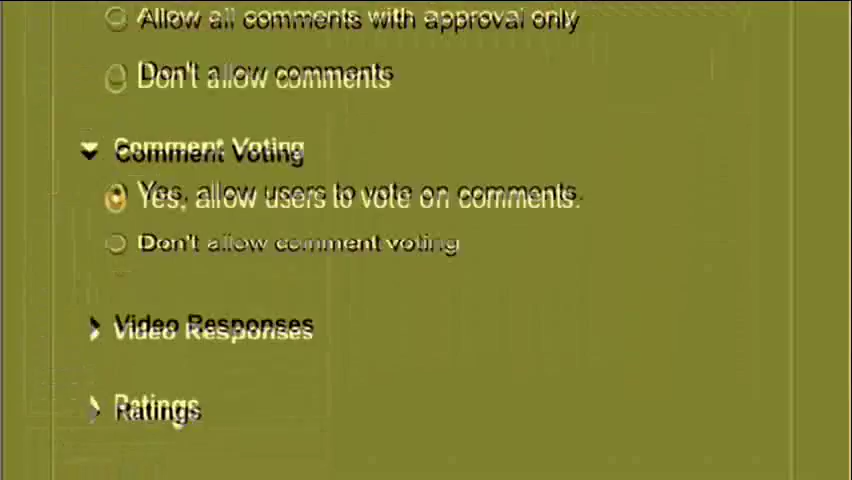 Allow all comments with approval only
Don't allow comments
Comment Voting
Yes, allow users to vote on comments.
Don't allow comment voting
Video Responses
Ratings